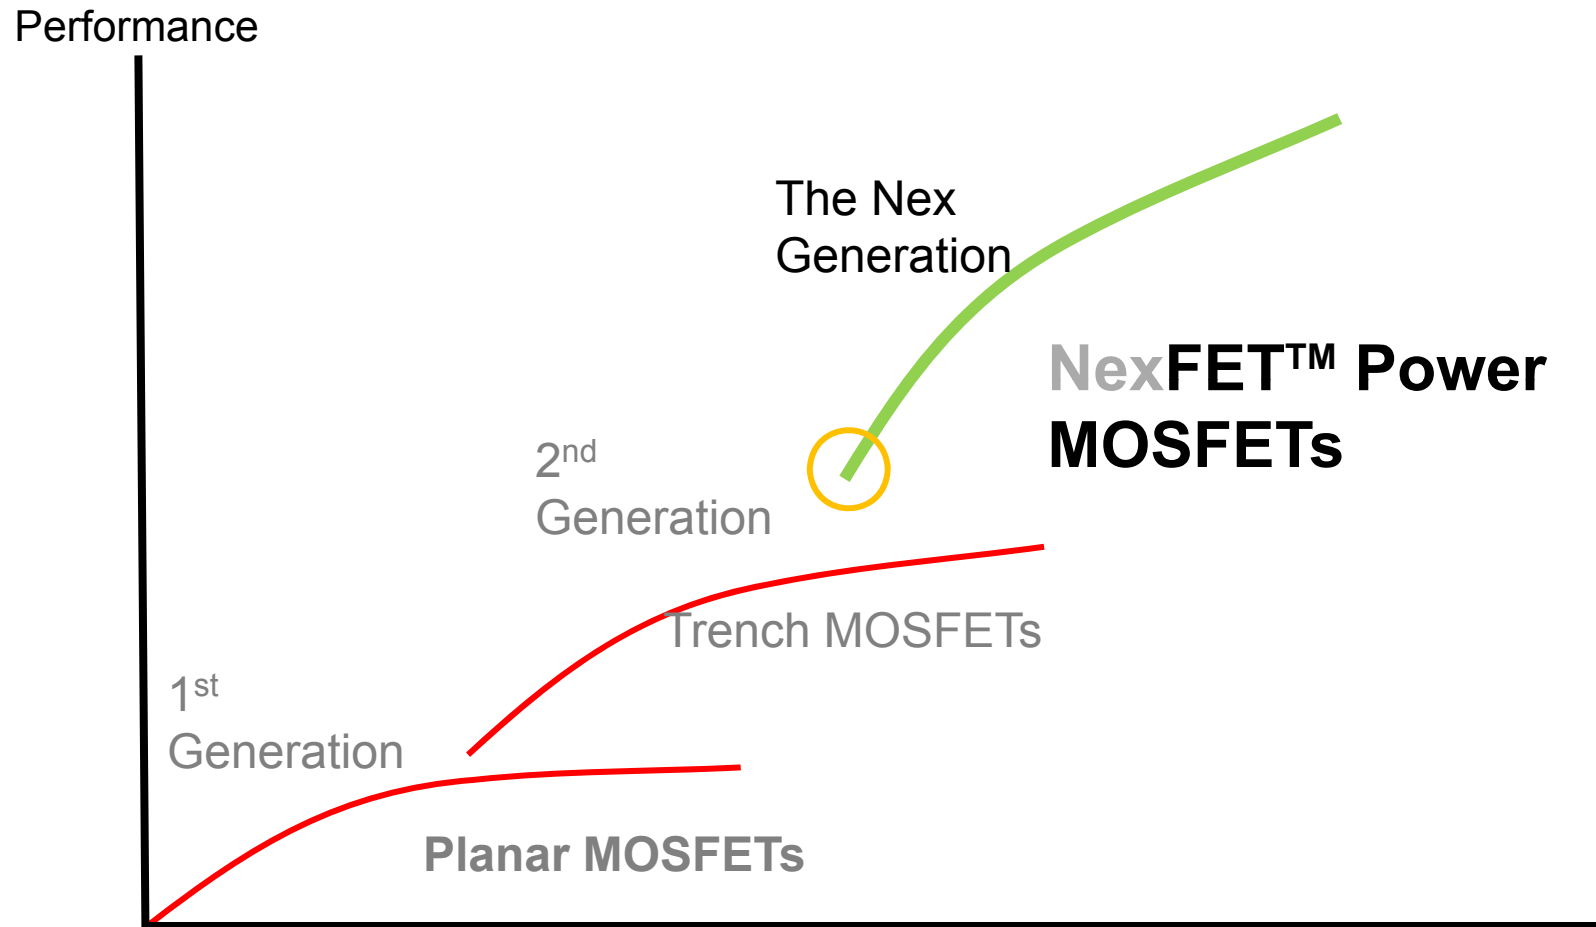 Performance
The Nex
Generation
NexFET™ Power
MOSFETs
2nd
Generation
Trench MOSFETs
1st
Generation
Planar MOSFETs